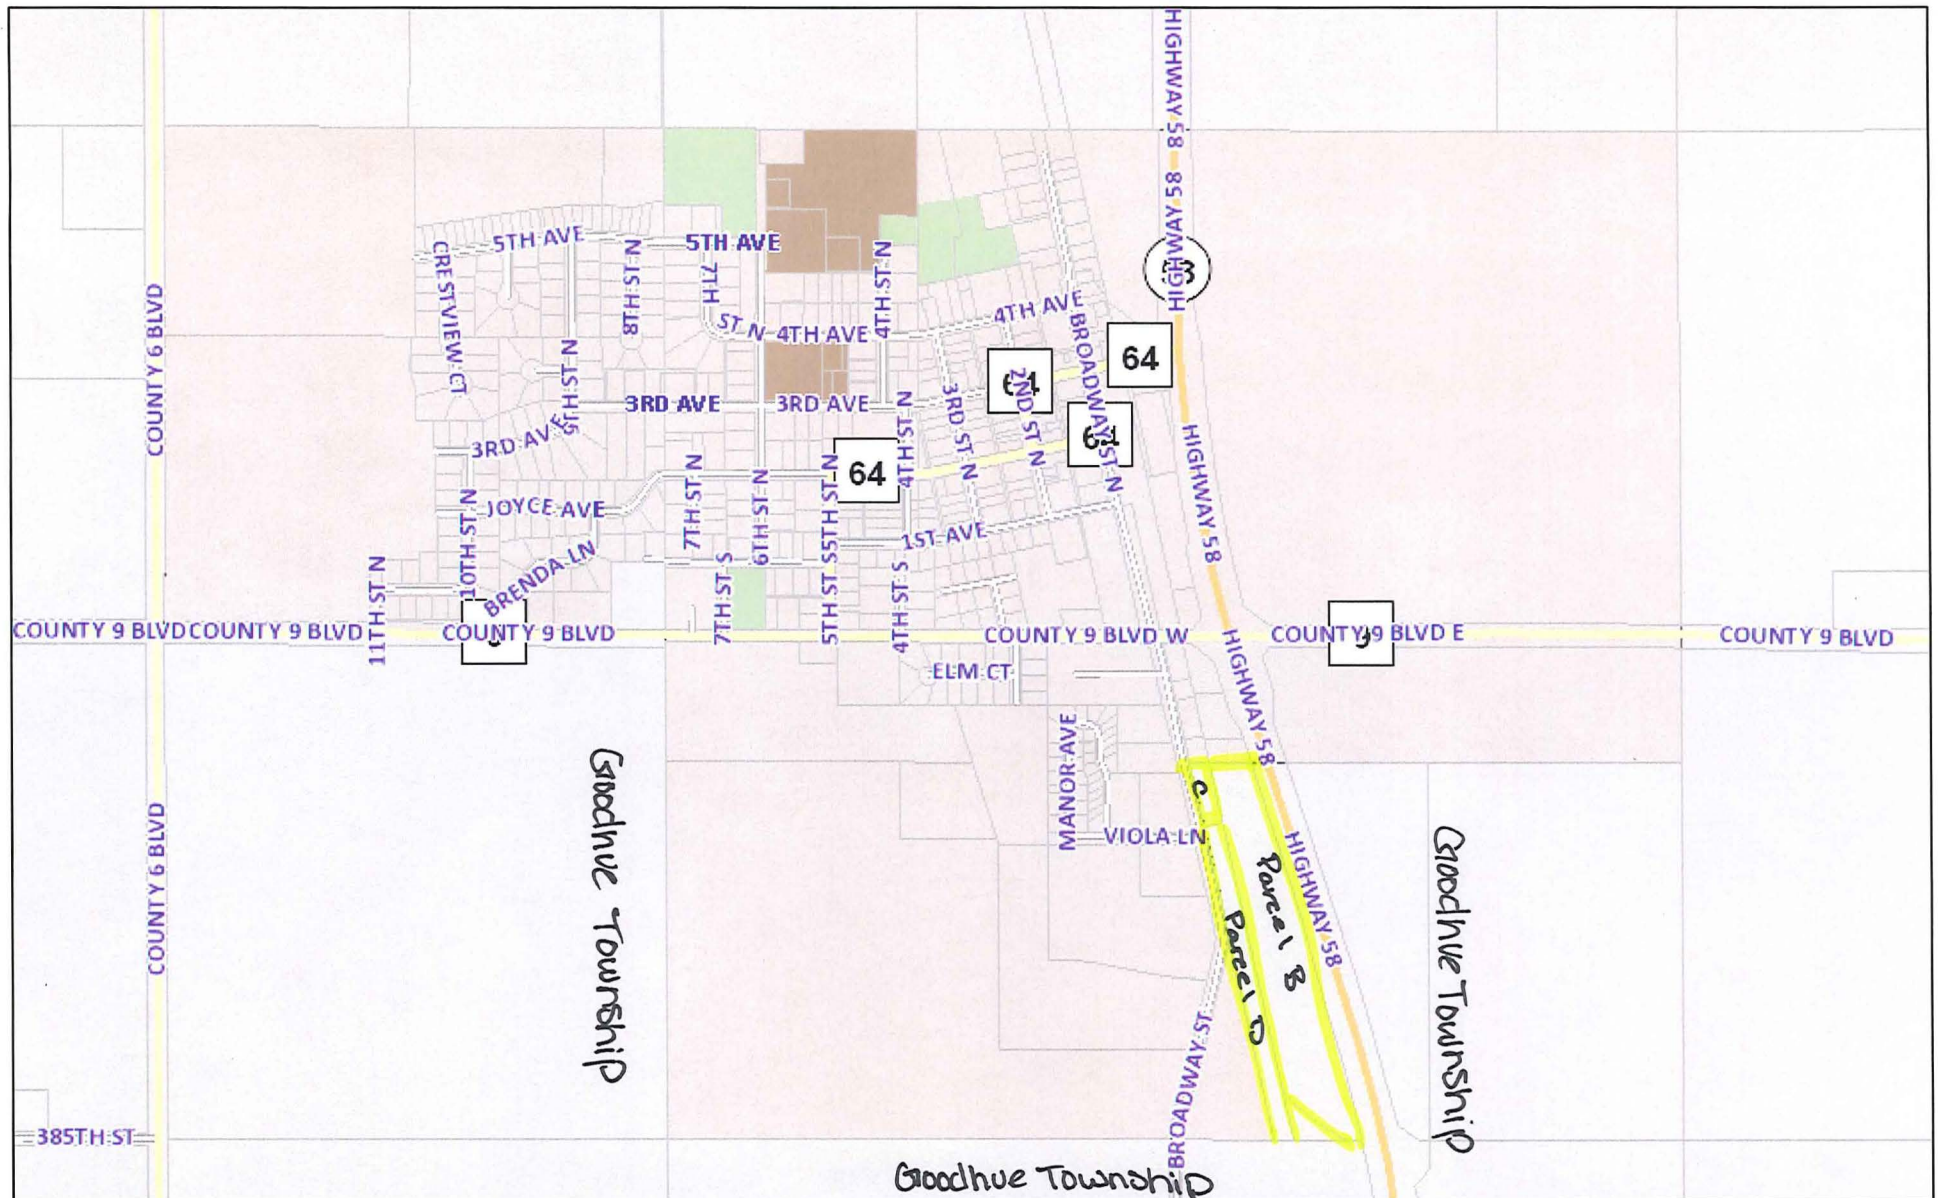 HIGHWAY 58
HIGHWAY 58
5TH AVE
5TH AVE
CRESTVIEW CT
8TH ST N
7TH
ST N
4TH ST N
4TH AVE
4TH AVE
BROADWAY ST N
COUNTY 6 BLVD
64
64
64
64
9TH ST N
3RD AVE
3RD AVE
3RD AVE
3RD ST N
2ND ST N
4TH ST N
HIGHWAY 58
JOYCE AVE
10TH ST N
7TH ST N
6TH ST N
5TH ST N
1ST AVE
BRENDA LN
11TH ST N
7TH ST S
5TH ST S
4TH ST S
COUNTY 9 BLVD
COUNTY 9 BLVD
COUNTY 9 BLVD
COUNTY 9 BLVD W
COUNTY 9 BLVD E
9
COUNTY 9 BLVD
ELM CT
HIGHWAY 58
MANOR AVE
VIOLA LN
C
Parcel B
Parcel D
HIGHWAY 58
Goodhue Township
Goodhue Township
COUNTY 6 BLVD
BROADWAY ST
385TH ST
Goodhue Township